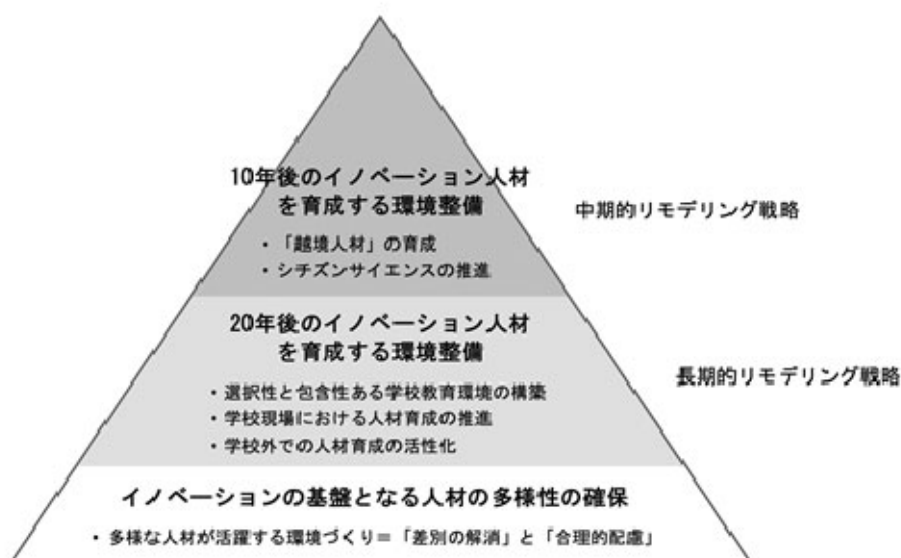 10年後のイノベーション人材
を育成する環境整備
・「越境人材」の育成
・シチズンサイエンスの推進
中期的リモデリング戦略
20年後のイノベーション人材
を育成する環境整備
・選択性と包含性ある学校教育環境の構築
・学校現場における人材育成の推進
・学校外での人材育成の活性化
長期的リモデリング戦略
イノベーションの基盤となる人材の多様性の確保
・多様な人材が活躍する環境づくり＝「差別の解消」と「合理的配慮」